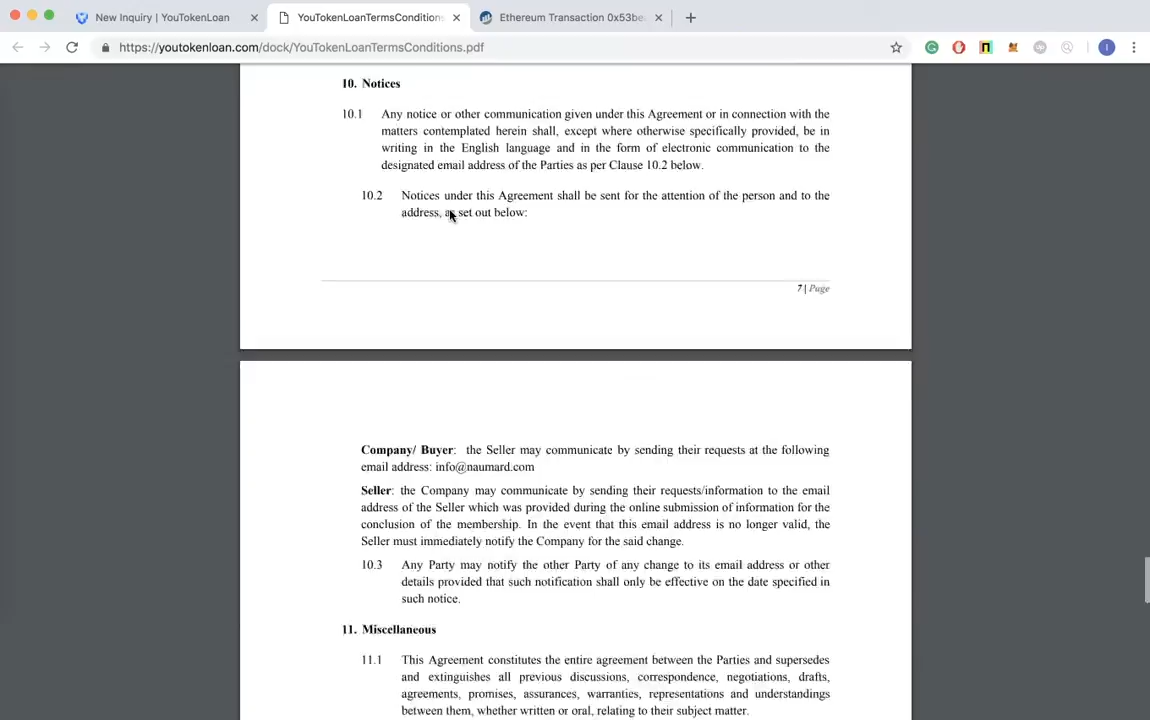 New Inquiry | YouTokenLoan
YouTokenLoanTermsConditions
Ethereum Transaction 0x53be
https://youtokenloan.com/dock/YouTokenLoanTermsConditions.pdf
10. Notices
10.1 Any notice or other communication given under this Agreement or in connection with the
matters contemplated herein shall, except where otherwise specifically provided, be in
writing in the English language and in the form of electronic communication to the
designated email address of the Parties as per Clause 10.2 below.
10.2 Notices under this Agreement shall be sent for the attention of the person and to the
address, as set out below:
7 | Page
Company/ Buyer: the Seller may communicate by sending their requests at the following
email address: info@naumard.com
Seller: the Company may communicate by sending their requests/information to the email
address of the Seller which was provided during the online submission of information for the
conclusion of the membership. In the event that this email address is no longer valid, the
Seller must immediately notify the Company for the said change.
10.3 Any Party may notify the other Party of any change to its email address or other
details provided that such notification shall only be effective on the date specified in
such notice.
11. Miscellaneous
11.1 This Agreement constitutes the entire agreement between the Parties and supersedes
and extinguishes all previous discussions, correspondence, negotiations, drafts,
agreements, promises, assurances, warranties, representations and understandings
between them, whether written or oral, relating to their subject matter.